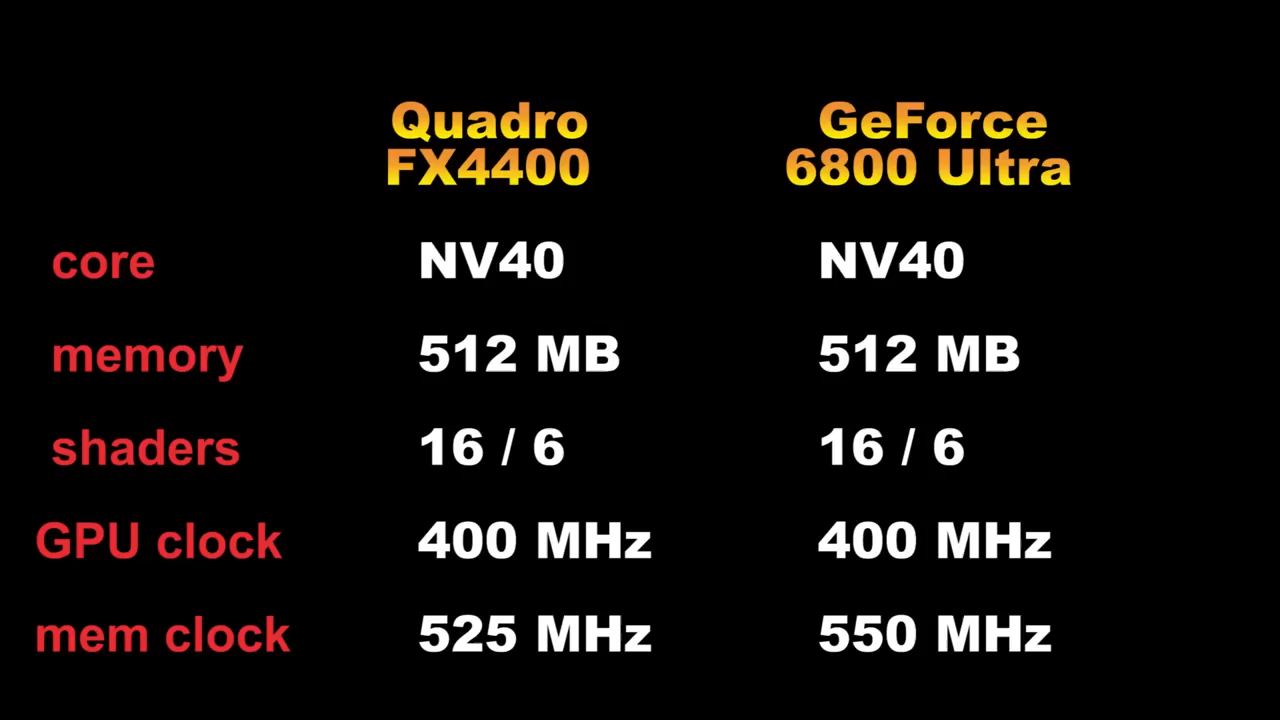 Quadro GeForce
FX4400 6800 Ultra
core NV40 NV40
memory 512 MB 512 MB
shaders 16 / 6 16 / 6
GPU clock 400 MHz 400 MHz
mem clock 525 MHz 550 MHz